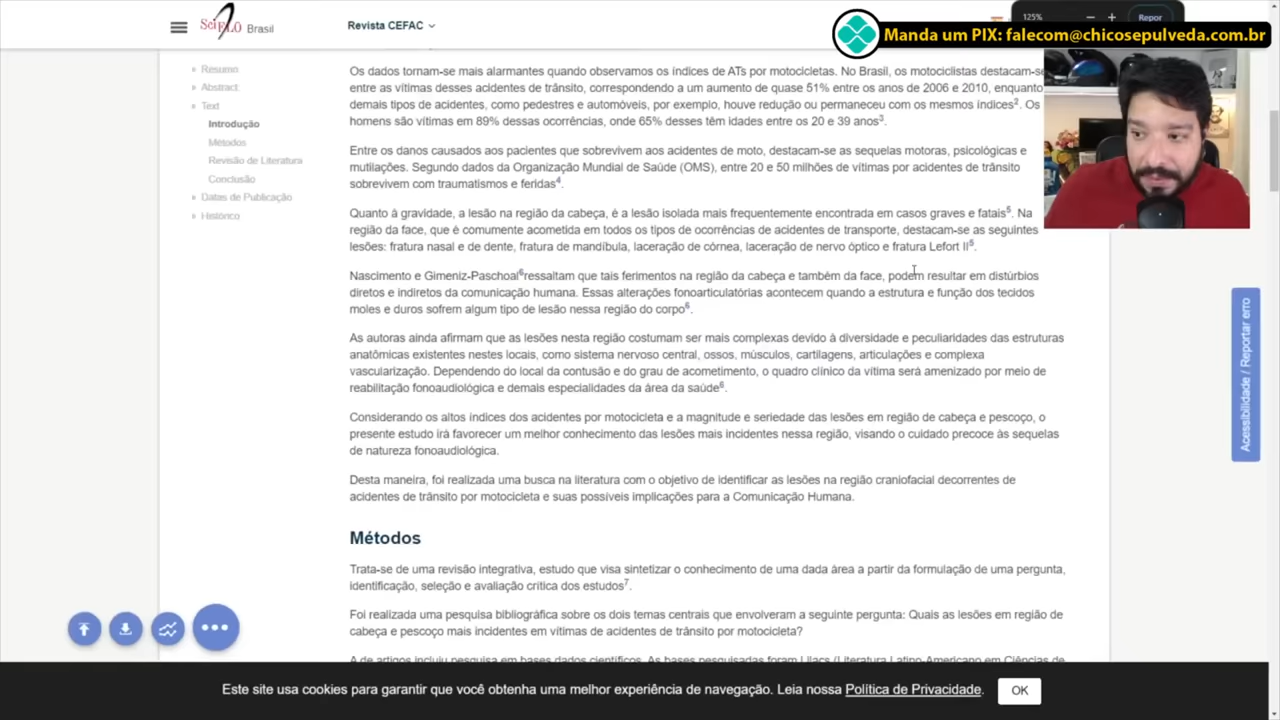 SciELO Brasil
Revista CEFAC
125%
Repor
Manda um PIX: falecom@chicosepulveda.com.br
Resumo
Abstract
Text
Introdução
Métodos
Revisão de Literatura
Conclusão
Datas de Publicação
Histórico
Os dados tornam-se mais alarmantes quando observamos os índices de ATs por motocicletas. No Brasil, os motociclistas destacam-se
entre as vítimas desses acidentes de trânsito, correspondendo a um aumento de quase 51% entre os anos de 2006 e 2010, enquanto
demais tipos de acidentes, como pedestres e automóveis, por exemplo, houve redução ou permaneceu com os mesmos índices2. Os
homens são vítimas em 89% dessas ocorrências, onde 65% desses têm idades entre os 20 e 39 anos3.
Entre os danos causados aos pacientes que sobrevivem aos acidentes de moto, destacam-se as sequelas motoras, psicológicas e
mutilações. Segundo dados da Organização Mundial de Saúde (OMS), entre 20 e 50 milhões de vítimas por acidentes de trânsito
sobrevivem com traumatismos e feridas4.
Quanto à gravidade, a lesão na região da cabeça, é a lesão isolada mais frequentemente encontrada em casos graves e fatais5. Na
região da face, que é comumente acometida em todos os tipos de ocorrências de acidentes de transporte, destacam-se as seguintes
lesões: fratura nasal e de dente, fratura de mandíbula, laceração de córnea, laceração de nervo óptico e fratura Lefort II5.
Nascimento e Gimeniz-Paschoal6ressaltam que tais ferimentos na região da cabeça e também da face, podem resultar em distúrbios
diretos e indiretos da comunicação humana. Essas alterações fonoarticulatórias acontecem quando a estrutura e função dos tecidos
moles e duros sofrem algum tipo de lesão nessa região do corpo6.
As autoras ainda afirmam que as lesões nesta região costumam ser mais complexas devido à diversidade e peculiaridades das estruturas
anatômicas existentes nestes locais, como sistema nervoso central, ossos, músculos, cartilagens, articulações e complexa
vascularização. Dependendo do local da contusão e do grau de acometimento, o quadro clínico da vítima será amenizado por meio de
reabilitação fonoaudiológica e demais especialidades da área da saúde6.
Considerando os altos índices dos acidentes por motocicleta e a magnitude e seriedade das lesões em região de cabeça e pescoço, o
presente estudo irá favorecer um melhor conhecimento das lesões mais incidentes nessa região, visando o cuidado precoce às sequelas
de natureza fonoaudiológica.
Desta maneira, foi realizada uma busca na literatura com o objetivo de identificar as lesões na região craniofacial decorrentes de
acidentes de trânsito por motocicleta e suas possíveis implicações para a Comunicação Humana.
Métodos
Trata-se de uma revisão integrativa, estudo que visa sintetizar o conhecimento de uma dada área a partir da formulação de uma pergunta,
identificação, seleção e avaliação crítica dos estudos7.
Foi realizada uma pesquisa bibliográfica sobre os dois temas centrais que envolveram a seguinte pergunta: Quais as lesões em região de
cabeça e pescoço mais incidentes em vítimas de acidentes de trânsito por motocicleta?
A de artigos incluiu pesquisa em bases dados científicos. As bases pesquisadas foram Lilacs (Literatura Latino-Americano em Ciências de
Acessibilidade / Reportar erro
Este site usa cookies para garantir que você obtenha uma melhor experiência de navegação. Leia nossa Política de Privacidade.
OK